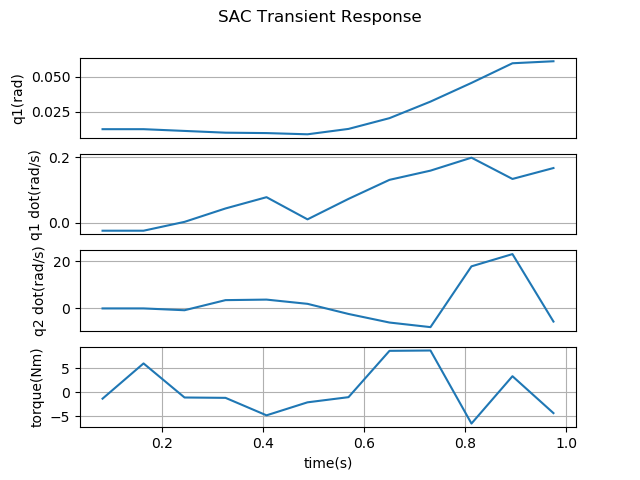 SAC Transient Response
q1(rad)
0.050
0.025
q1 dot(rad/s)
0.2
0.0
q2 dot(rad/s)
20
0
torque(Nm)
5
0
−5
0.2 0.4 0.6 0.8 1.0
time(s)